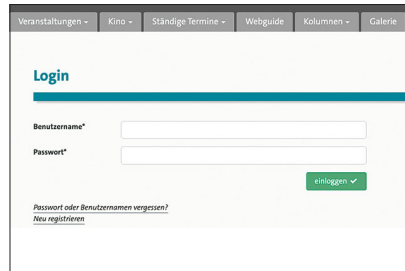 Veranstaltungen Kino Ständige Termine Webguide Kolumnen Galerie
Login
Benutzername*
Passwort*
einloggen
Passwort oder Benutzernamen vergessen?
Neu registrieren